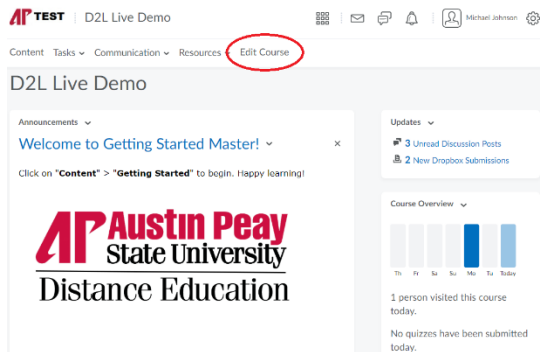 AP TEST D2L Live Demo Michael Johnson
Content Tasks Communication Resources Edit Course
D2L Live Demo
Announcements
Welcome to Getting Started Master!
Click on "Content" > "Getting Started" to begin. Happy learning!
AP Austin Peay
State University
Distance Education
Updates
3 Unread Discussion Posts
2 New Dropbox Submissions
Course Overview
Th Fr Sa Su Mo Tu Today
1 person visited this course
today.
No quizzes have been submitted
today.